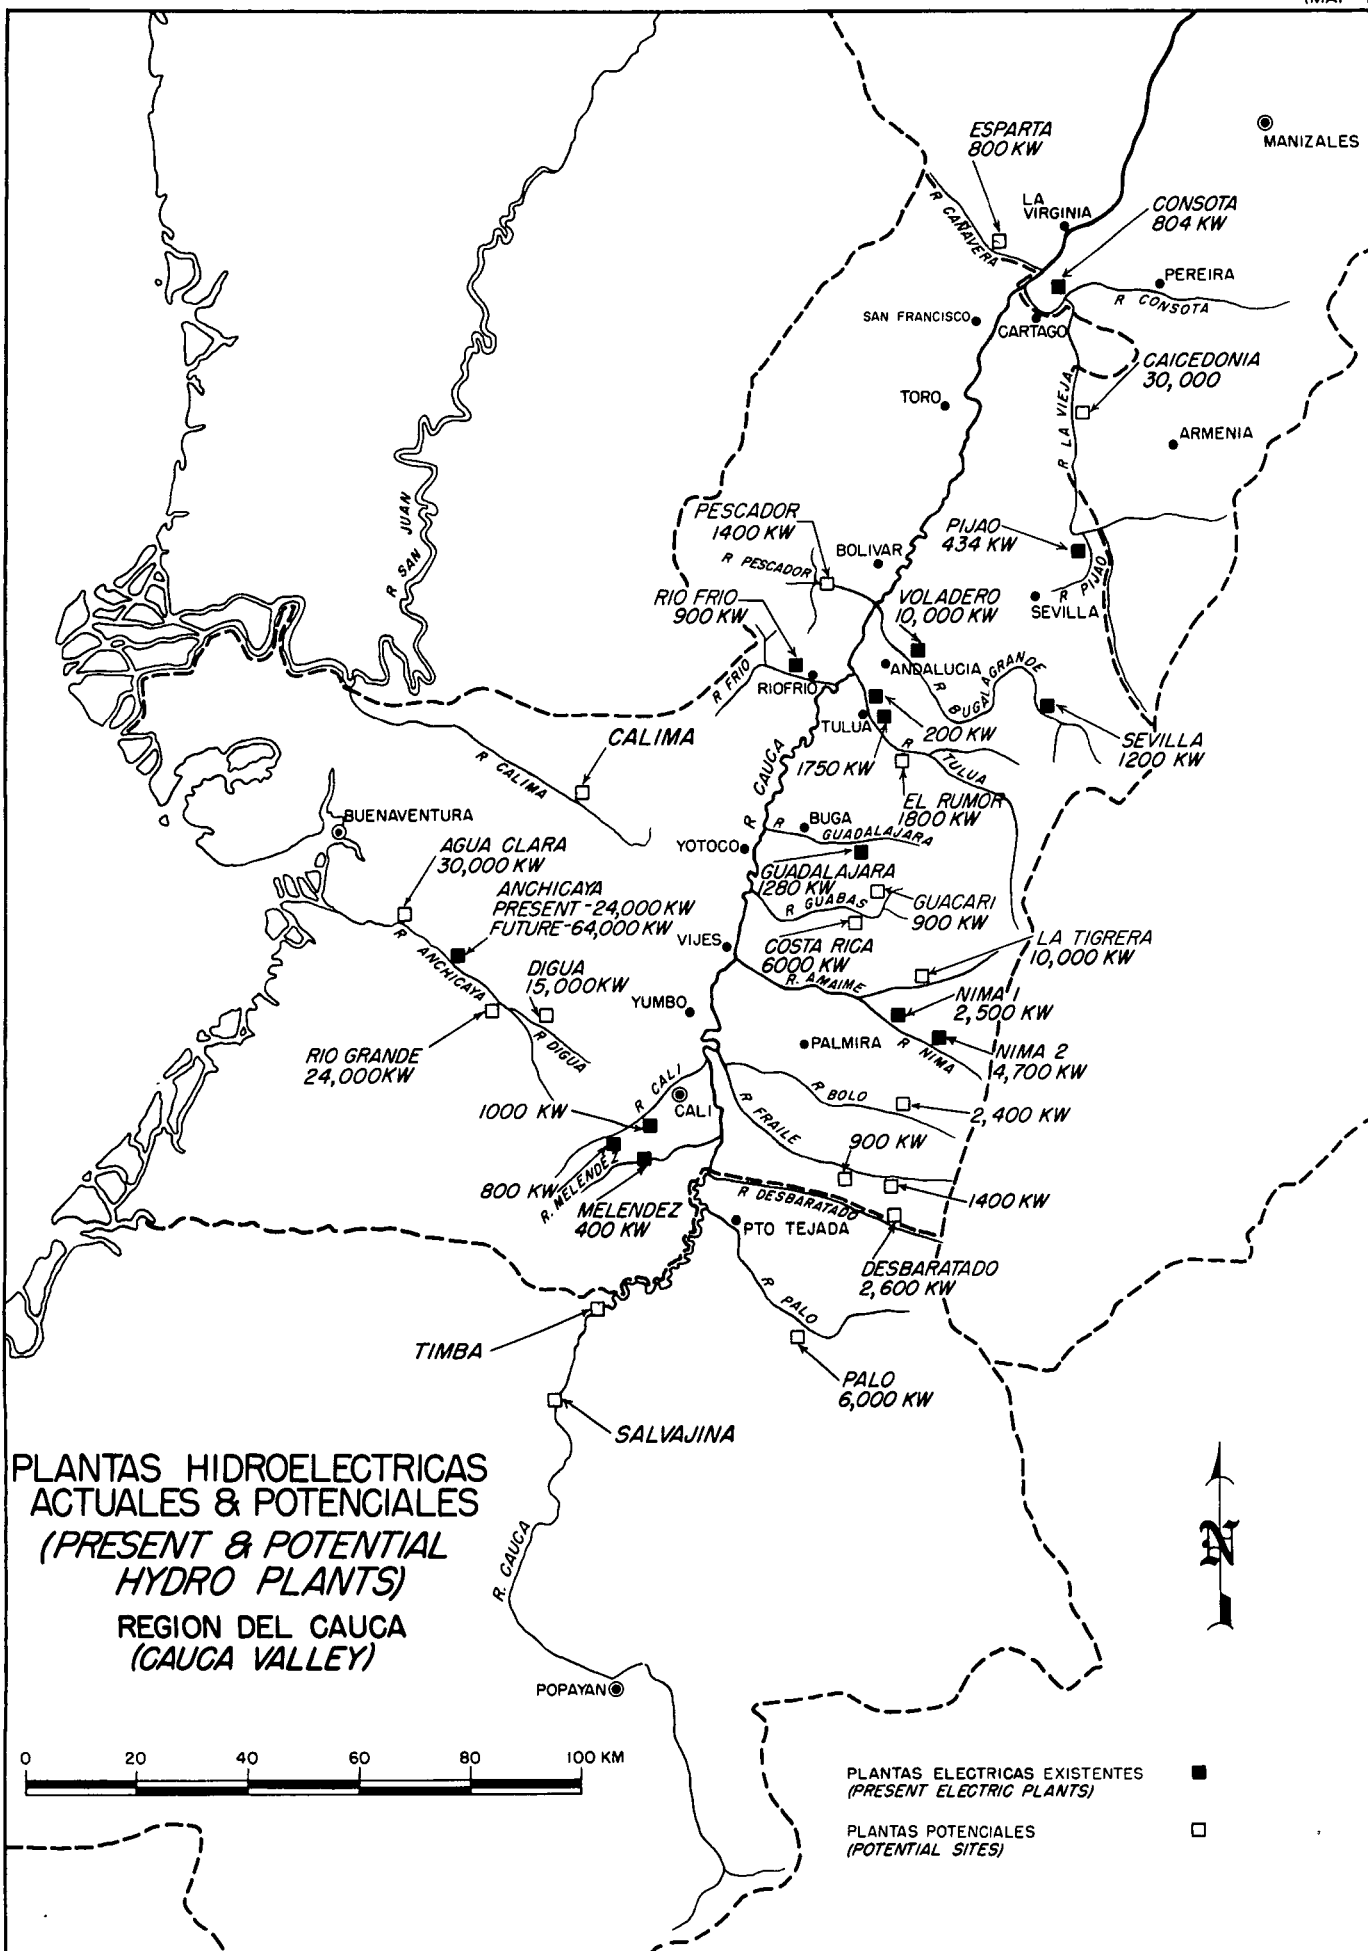 ESPARTA
800 KW
MANIZALES
LA
VIRGINIA
CONSOTA
804 KW
R CAÑAVERA
PEREIRA
R CONSOTA
SAN FRANCISCO
CARTAGO
CAICEDONIA
30,000
TORO
R LA VIEJA
ARMENIA
R SAN JUAN
PESCADOR
1400 KW
PIJAO
434 KW
BOLIVAR
R PESCADOR
R PIJAO
RIO FRIO
900 KW
VOLADERO
10,000 KW
SEVILLA
ANDALUCIA
R FRIO
RIOFRIO
R BUGALAGRANDE
TULUA
200 KW
SEVILLA
1200 KW
CALIMA
R CALIMA
1750 KW
R TULUA
EL RUMOR
1800 KW
R CAUCA
BUENAVENTURA
BUGA
R GUADALAJARA
YOTOCO
AGUA CLARA
30,000 KW
GUADALAJARA
1280 KW
ANCHICAYA
PRESENT-24,000 KW
FUTURE-64,000 KW
R GUABAS
GUACARI
900 KW
VIJES
COSTA RICA
6000 KW
LA TIGRERA
10,000 KW
R ANCHICAYA
DIGUA
15,000KW
R. AMAIME
YUMBO
NIMA 1
2,500 KW
RIO GRANDE
24,000KW
R DIGUA
PALMIRA
R NIMA
NIMA 2
4,700 KW
R CALI
CALI
R BOLO
1000 KW
2,400 KW
R FRAILE
900 KW
800 KW
R. MELENDEZ
MELENDEZ
400 KW
1400 KW
R DESBARATADO
PTO TEJADA
DESBARATADO
2,600 KW
R PALO
TIMBA
PALO
6,000 KW
SALVAJINA
PLANTAS HIDROELECTRICAS
ACTUALES & POTENCIALES
(PRESENT & POTENTIAL
HYDRO PLANTS)
REGION DEL CAUCA
(CAUCA VALLEY)
R. CAUCA
N
POPAYAN
0 20 40 60 80 100 KM
PLANTAS ELECTRICAS EXISTENTES
(PRESENT ELECTRIC PLANTS)
PLANTAS POTENCIALES
(POTENTIAL SITES)